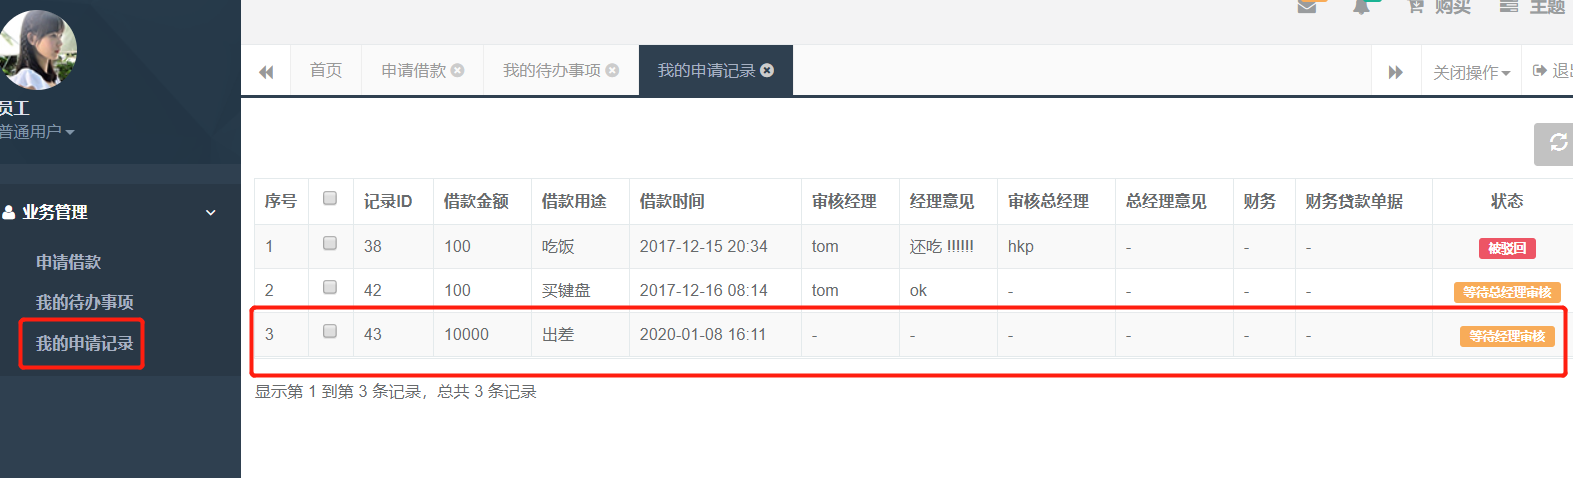 购买 主题
首页 申请借款 我的待办事项 我的申请记录 关闭操作 退出
员工
普通用户
业务管理
申请借款
我的待办事项
我的申请记录
序号 记录ID 借款金额 借款用途 借款时间 审核经理 经理意见 审核总经理 总经理意见 财务 财务贷款单据 状态
1 38 100 吃饭 2017-12-15 20:34 tom 还吃 !!!!!! hkp - - - 被驳回
2 42 100 买键盘 2017-12-16 08:14 tom ok - - - - 等待总经理审核
3 43 10000 出差 2020-01-08 16:11 - - - - - - 等待经理审核
显示第 1 到第 3 条记录，总共 3 条记录